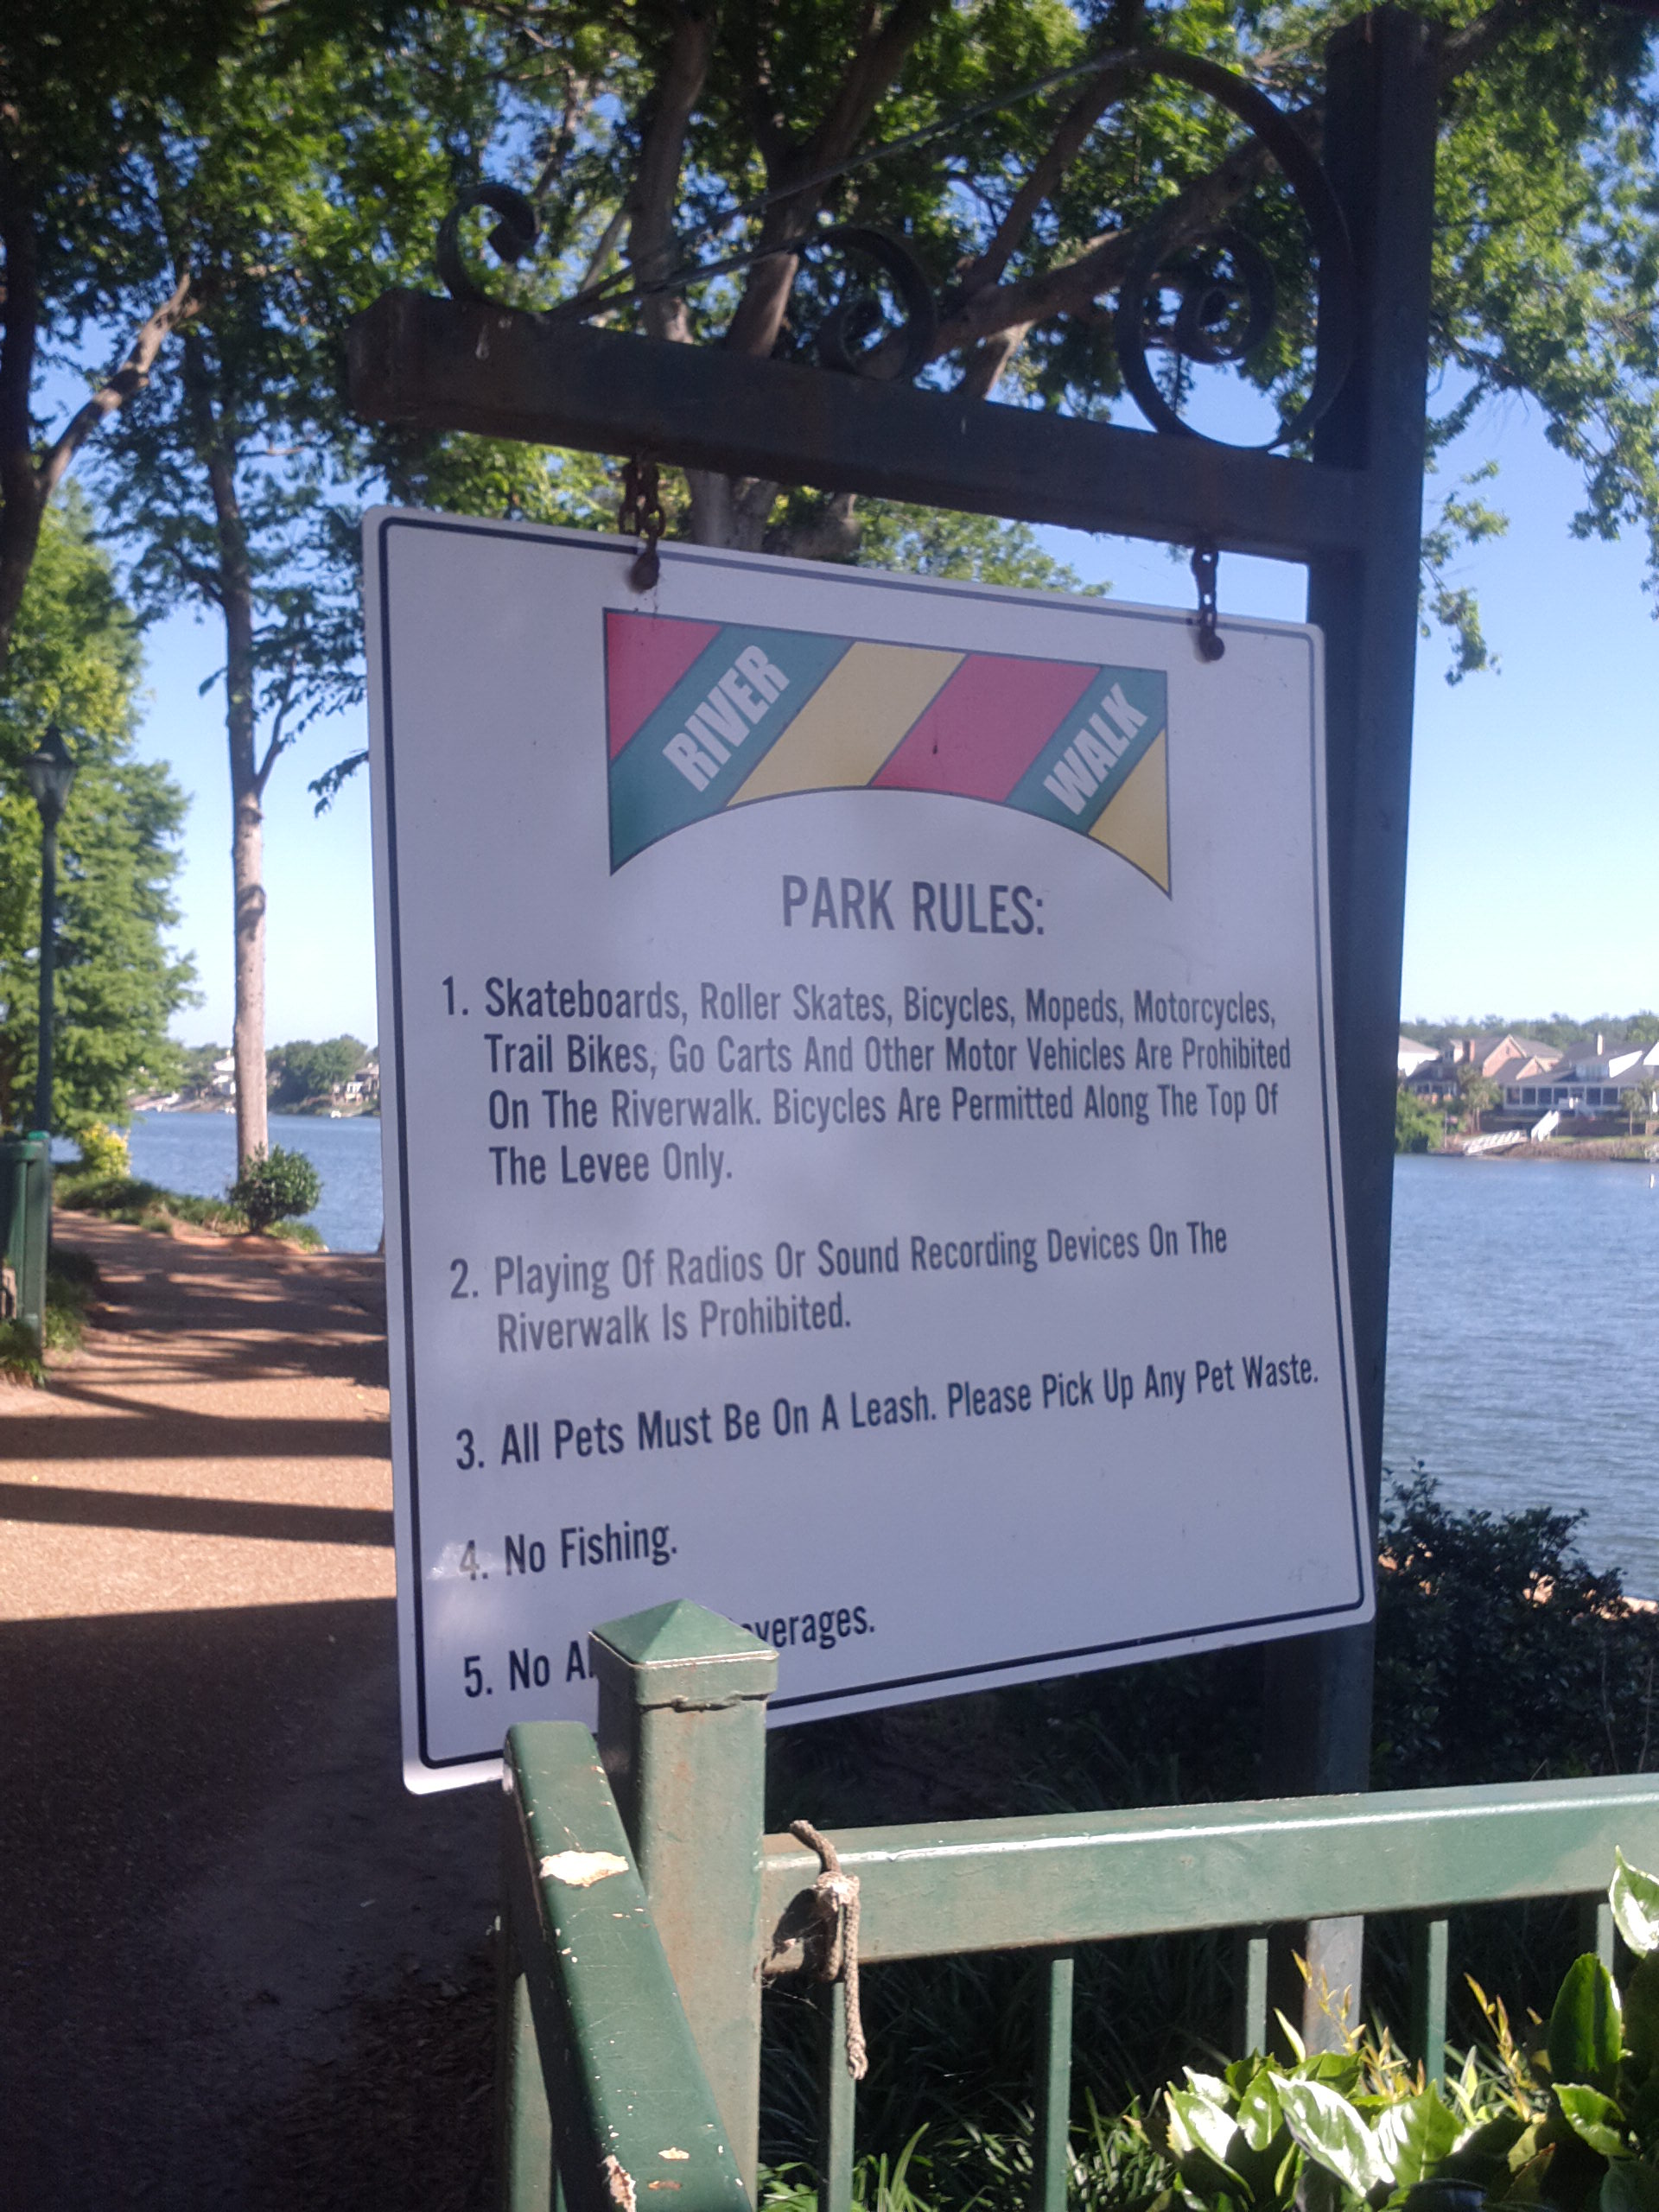 RIVER WALK
PARK RULES:
1. Skateboards, Roller Skates, Bicycles, Mopeds, Motorcycles,
Trail Bikes, Go Carts And Other Motor Vehicles Are Prohibited
On The Riverwalk. Bicycles Are Permitted Along The Top Of
The Levee Only.
2. Playing Of Radios Or Sound Recording Devices On The
Riverwalk Is Prohibited.
3. All Pets Must Be On A Leash. Please Pick Up Any Pet Waste.
4. No Fishing.
5. No